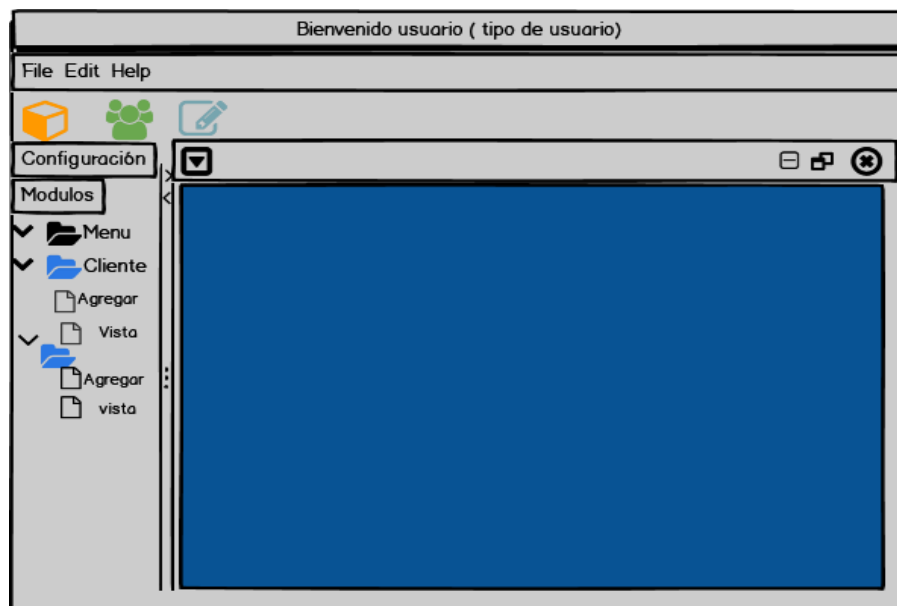 Bienvenido usuario ( tipo de usuario)
File Edit Help
Configuración
Modulos
Menu
Cliente
Agregar
Vista
Agregar
vista